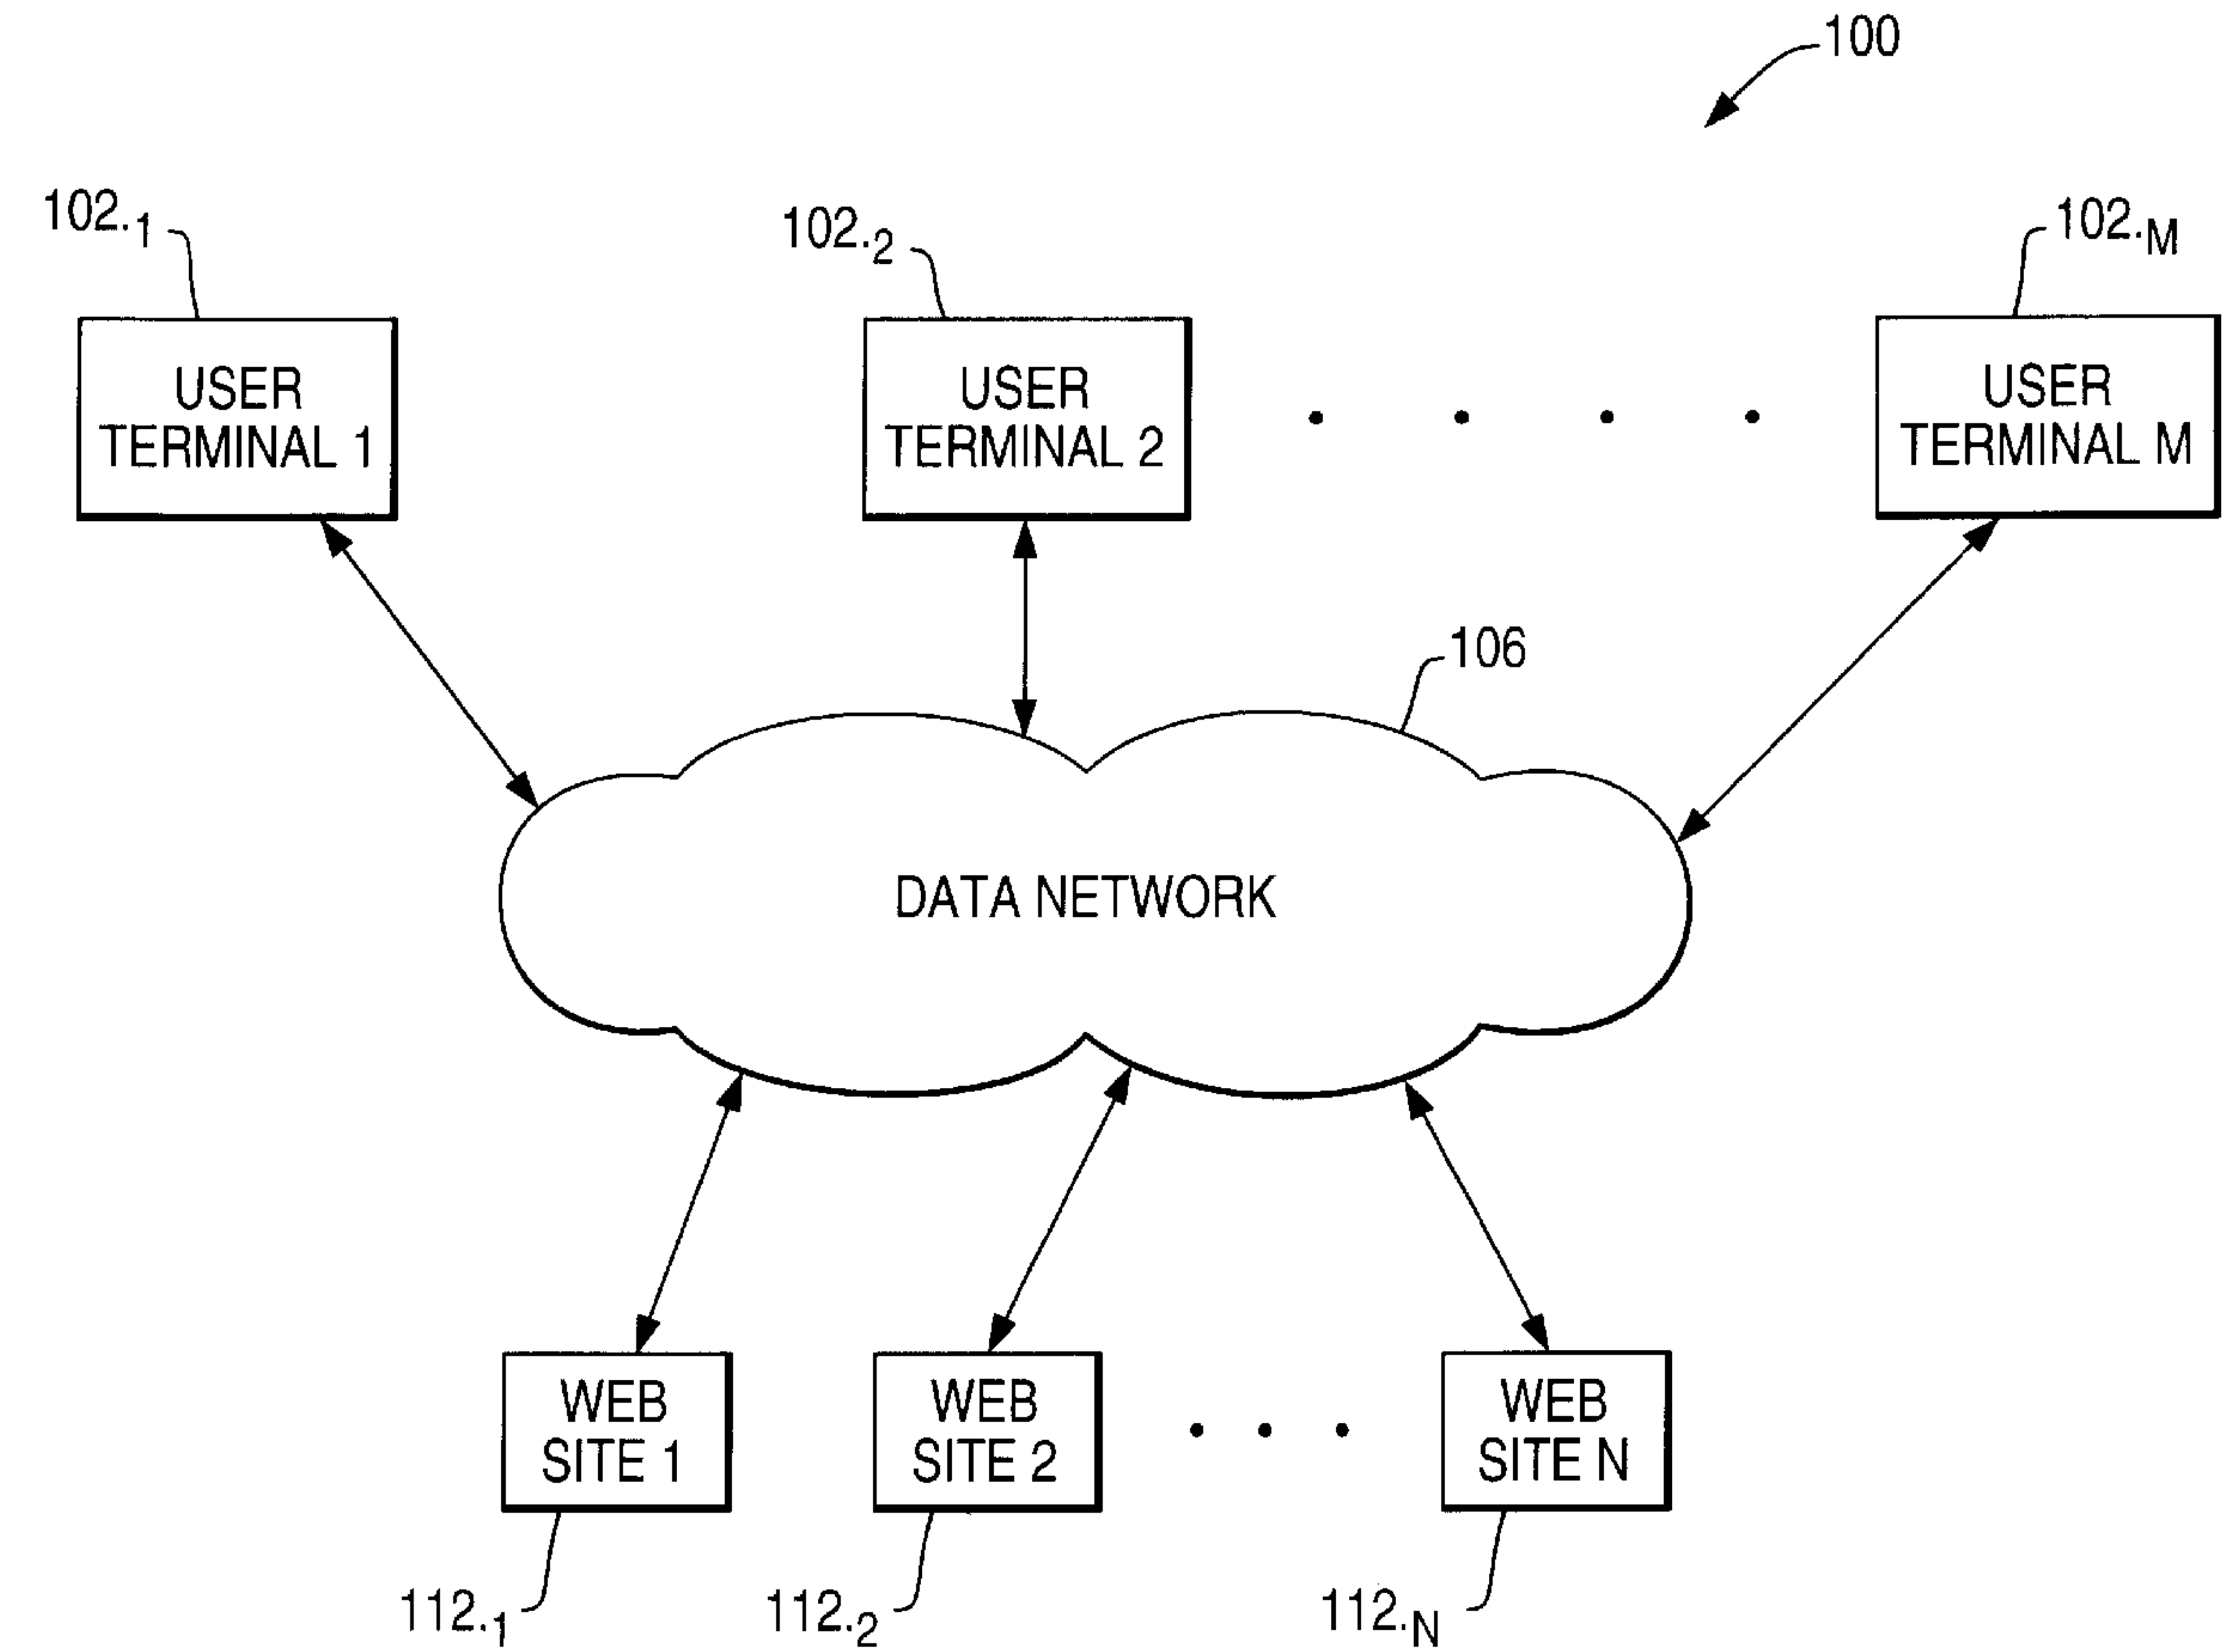 100
102.1
102.2
102.M
USER
TERMINAL 1
USER
TERMINAL 2
USER
TERMINAL M
106
DATA NETWORK
WEB
SITE 1
WEB
SITE 2
WEB
SITE N
112.1
112.2
112.N